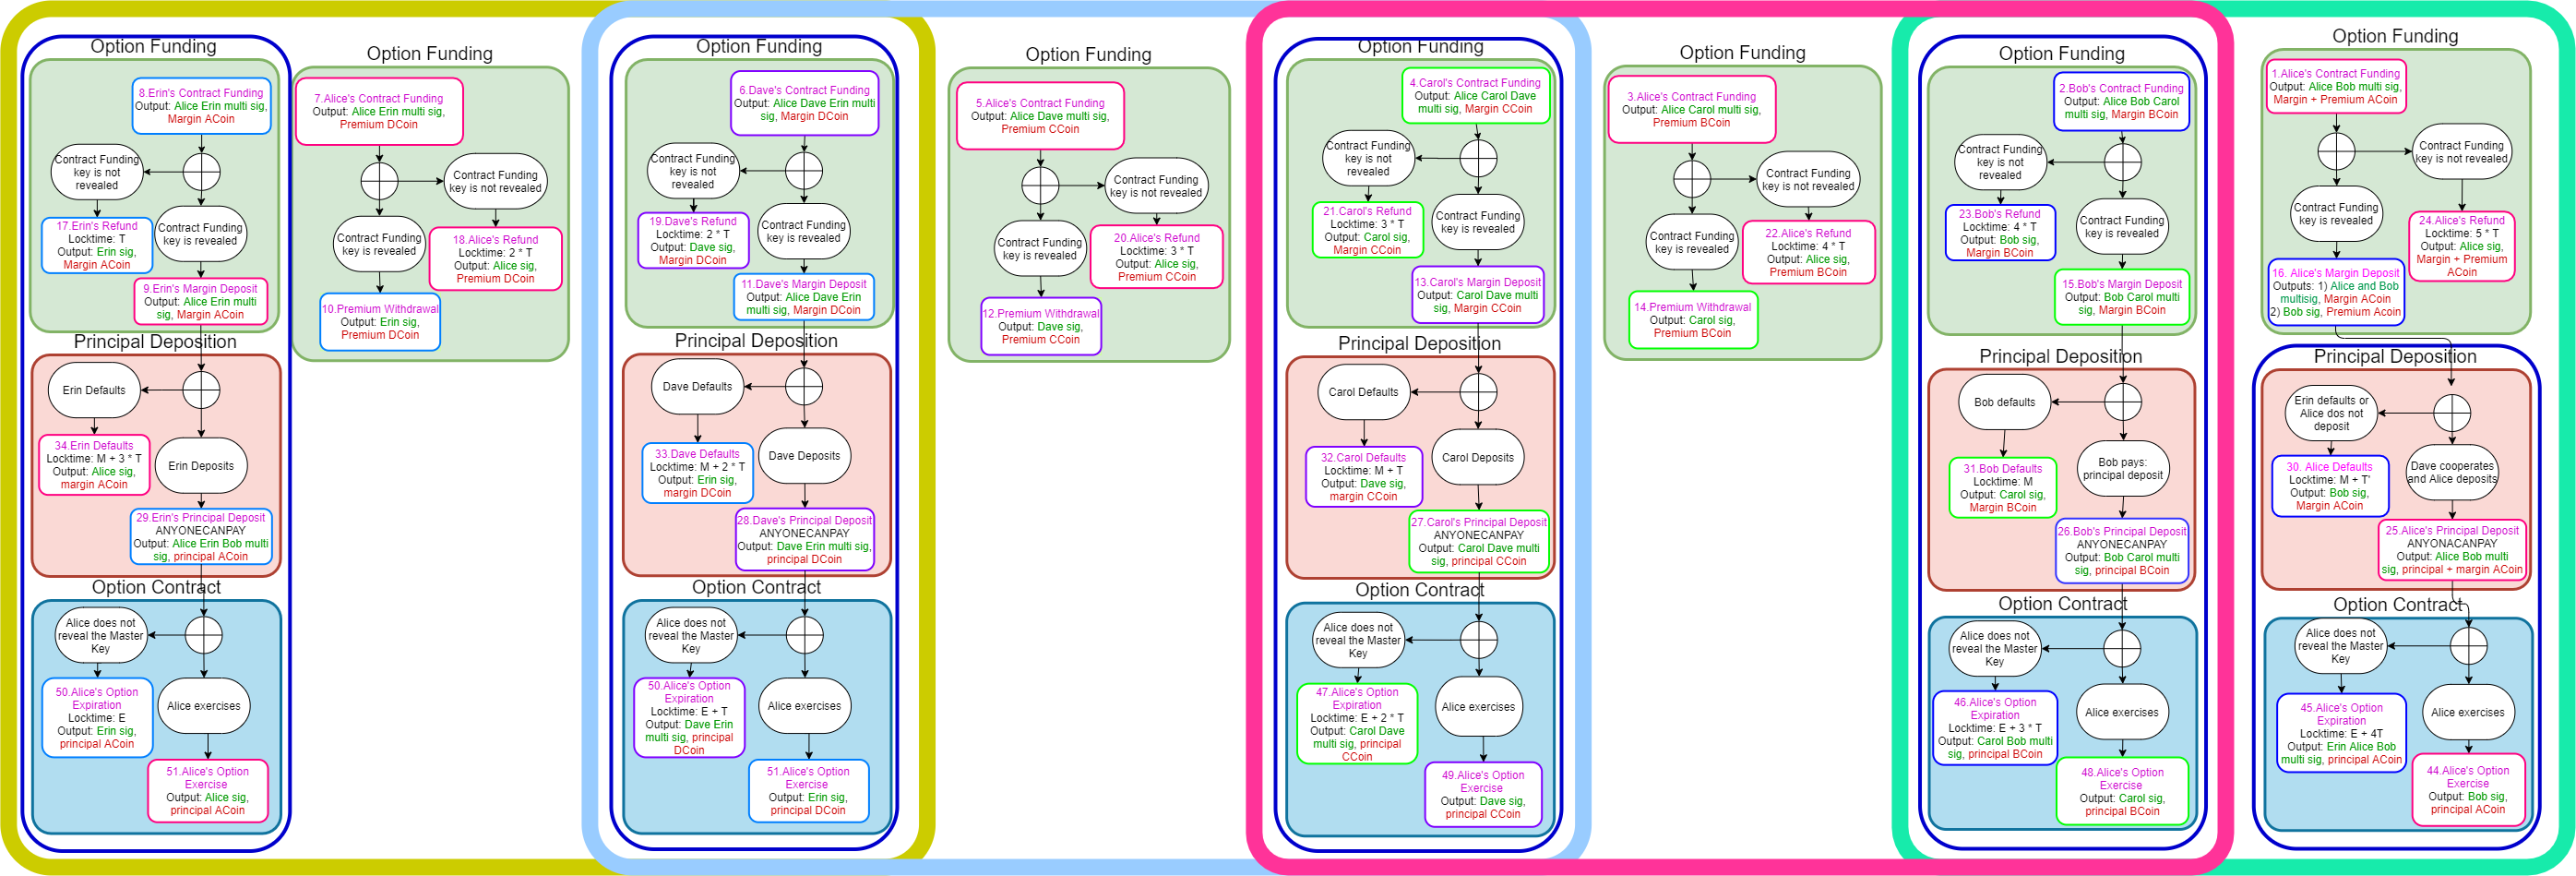 Option Funding
8.Erin's Contract Funding
Output: Alice Erin multi sig,
Margin ACoin
Contract Funding
key is not
revealed
Contract Funding
key is revealed
17.Erin's Refund
Locktime: T
Output: Erin sig,
Margin ACoin
9.Erin's Margin Deposit
Output: Alice Erin multi
sig, Margin ACoin
Principal Deposition
Erin Defaults
34.Erin Defaults
Locktime: M + 3 * T
Output: Alice sig,
margin ACoin
Erin Deposits
29.Erin's Principal Deposit
ANYONECANPAY
Output: Alice Erin Bob multi
sig, principal ACoin
Option Contract
Alice does not
reveal the Master
Key
50.Alice's Option
Expiration
Locktime: E
Output: Erin sig,
principal ACoin
Alice exercises
51.Alice's Option
Exercise
Output: Alice sig,
principal ACoin
Option Funding
7.Alice's Contract Funding
Output: Alice Erin multi sig,
Premium DCoin
Contract Funding
key is not revealed
Contract Funding
key is revealed
18.Alice's Refund
Locktime: 2 * T
Output: Alice sig,
Premium DCoin
10.Premium Withdrawal
Output: Erin sig,
Premium DCoin
Option Funding
6.Dave's Contract Funding
Output: Alice Dave Erin multi
sig, Margin DCoin
Contract Funding
key is not
revealed
Contract Funding
key is revealed
19.Dave's Refund
Locktime: 2 * T
Output: Dave sig,
Margin DCoin
11.Dave's Margin Deposit
Output: Alice Dave Erin
multi sig, Margin DCoin
Principal Deposition
Dave Defaults
33.Dave Defaults
Locktime: M + 2 * T
Output: Erin sig,
margin DCoin
Dave Deposits
28.Dave's Principal Deposit
ANYONECANPAY
Output: Dave Erin multi sig,
principal DCoin
Option Contract
Alice does not
reveal the Master
Key
50.Alice's Option
Expiration
Locktime: E + T
Output: Dave Erin
multi sig, principal
DCoin
Alice exercises
51.Alice's Option
Exercise
Output: Erin sig,
principal DCoin
Option Funding
5.Alice's Contract Funding
Output: Alice Dave multi sig,
Premium CCoin
Contract Funding
key is not revealed
Contract Funding
key is revealed
20.Alice's Refund
Locktime: 3 * T
Output: Alice sig,
Premium CCoin
12.Premium Withdrawal
Output: Dave sig,
Premium CCoin
Option Funding
4.Carol's Contract Funding
Output: Alice Carol Dave
multi sig, Margin CCoin
Contract Funding
key is not
revealed
Contract Funding
key is revealed
21.Carol's Refund
Locktime: 3 * T
Output: Carol sig,
Margin CCoin
13.Carol's Margin Deposit
Output: Carol Dave multi
sig, Margin CCoin
Principal Deposition
Carol Defaults
32.Carol Defaults
Locktime: M + T
Output: Dave sig,
margin CCoin
Carol Deposits
27.Carol's Principal Deposit
ANYONECANPAY
Output: Carol Dave multi
sig, principal CCoin
Option Contract
Alice does not
reveal the Master
Key
47.Alice's Option
Expiration
Locktime: E + 2 * T
Output: Carol Dave
multi sig, principal
CCoin
Alice exercises
49.Alice's Option
Exercise
Output: Dave sig,
principal CCoin
Option Funding
3.Alice's Contract Funding
Output: Alice Carol multi sig,
Premium BCoin
Contract Funding
key is not revealed
Contract Funding
key is revealed
22.Alice's Refund
Locktime: 4 * T
Output: Alice sig,
Premium BCoin
14.Premium Withdrawal
Output: Carol sig,
Premium BCoin
Option Funding
2.Bob's Contract Funding
Output: Alice Bob Carol
multi sig, Margin BCoin
Contract Funding
key is not
revealed
Contract Funding
key is revealed
23.Bob's Refund
Locktime: 4 * T
Output: Bob sig,
Margin BCoin
15.Bob's Margin Deposit
Output: Bob Carol multi
sig, Margin BCoin
Principal Deposition
Bob defaults
31.Bob Defaults
Locktime: M
Output: Carol sig,
Margin BCoin
Bob pays:
principal deposit
26.Bob's Principal Deposit
ANYONECANPAY
Output: Bob Carol multi
sig, principal BCoin
Option Contract
Alice does not
reveal the Master
Key
46.Alice's Option
Expiration
Locktime: E + 3 * T
Output: Carol Bob multi
sig, principal BCoin
Alice exercises
48.Alice's Option
Exercise
Output: Carol sig,
principal BCoin
Option Funding
1.Alice's Contract Funding
Output: Alice Bob multi sig,
Margin + Premium ACoin
Contract Funding
key is not revealed
Contract Funding
key is revealed
24.Alice's Refund
Locktime: 5 * T
Output: Alice sig,
Margin + Premium
ACoin
16. Alice's Margin Deposit
Outputs: 1) Alice and Bob
multisig, Margin ACoin
2) Bob sig, Premium Acoin
Principal Deposition
Erin defaults or
Alice dos not
deposit
30. Alice Defaults
Locktime: M + T'
Output: Bob sig,
Margin ACoin
Dave cooperates
and Alice deposits
25.Alice's Principal Deposit
ANYONACANPAY
Output: Alice Bob multi
sig, principal + margin ACoin
Option Contract
Alice does not
reveal the Master
Key
45.Alice's Option
Expiration
Locktime: E + 4T
Output: Erin Alice Bob
multi sig, principal ACoin
Alice exercises
44.Alice's Option
Exercise
Output: Bob sig,
principal ACoin